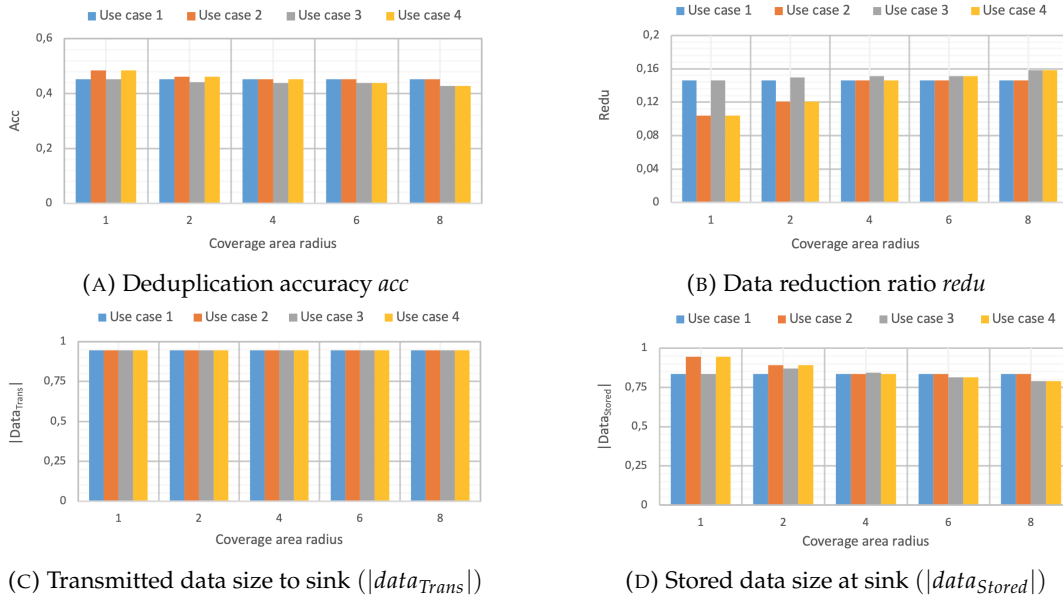 Use case 1 Use case 2 Use case 3 Use case 4
0,6
0,4
0,2
0
Acc
1 2 4 6 8
Coverage area radius
(A) Deduplication accuracy acc
Use case 1 Use case 2 Use case 3 Use case 4
0,2
0,16
0,12
0,08
0,04
0
Redu
1 2 4 6 8
Coverage area radius
(B) Data reduction ratio redu
Use case 1 Use case 2 Use case 3 Use case 4
1
0,75
0,5
0,25
0
|Data_Trans|
1 2 4 6 8
Coverage area radius
(C) Transmitted data size to sink (|data_Trans|)
Use case 1 Use case 2 Use case 3 Use case 4
1
0,75
0,5
0,25
0
|Data_Stored|
1 2 4 6 8
Coverage area radius
(D) Stored data size at sink (|data_Stored|)